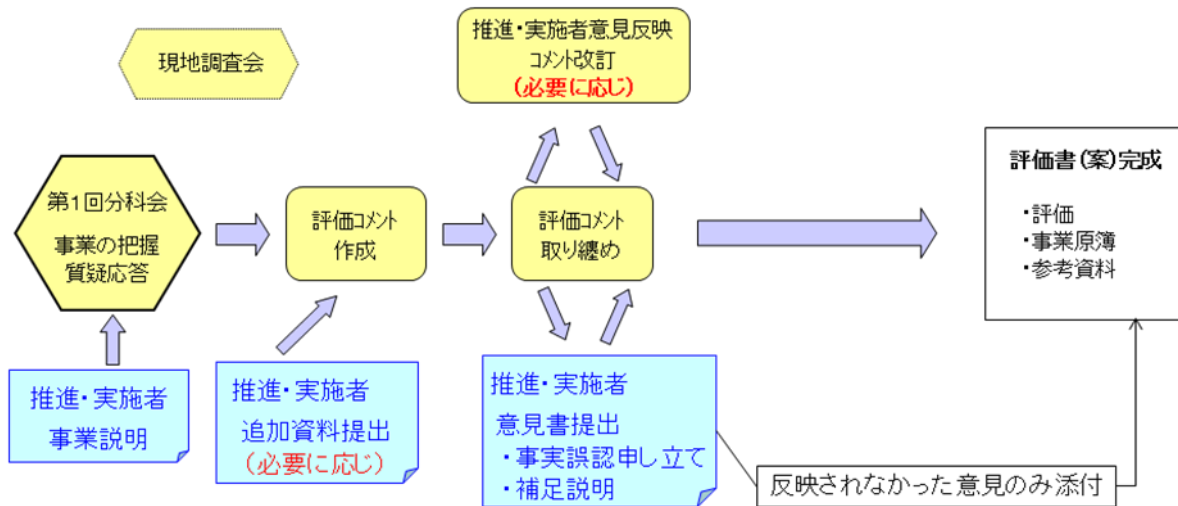 現地調査会
推進・実施者意見反映
コメント改訂
(必要に応じ)
第1回分科会
事業の把握
質疑応答
評価コメント
作成
評価コメント
取り纏め
評価書(案)完成
・評価
・事業原簿
・参考資料
推進・実施者
事業説明
推進・実施者
追加資料提出
(必要に応じ)
推進・実施者
意見書提出
・事実誤認申し立て
・補足説明
反映されなかった意見のみ添付